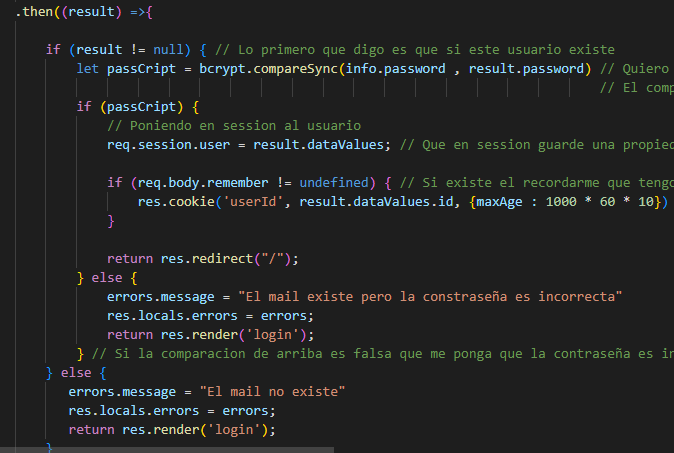 .then((result) =>{
if (result != null) { // Lo primero que digo es que si este usuario existe
let passCript = bcrypt.compareSync(info.password , result.password) // Quiero
// El comp
if (passCript) {
// Poniendo en session al usuario
req.session.user = result.dataValues; // Que en session guarde una propied
if (req.body.remember != undefined) { // Si existe el recordarme que tengo
res.cookie('userId', result.dataValues.id, {maxAge : 1000 * 60 * 10})
}
return res.redirect("/");
} else {
errors.message = "El mail existe pero la constraseña es incorrecta"
res.locals.errors = errors;
return res.render('login');
} // Si la comparacion de arriba es falsa que me ponga que la contraseña es in
} else {
errors.message = "El mail no existe"
res.locals.errors = errors;
return res.render('login');
}